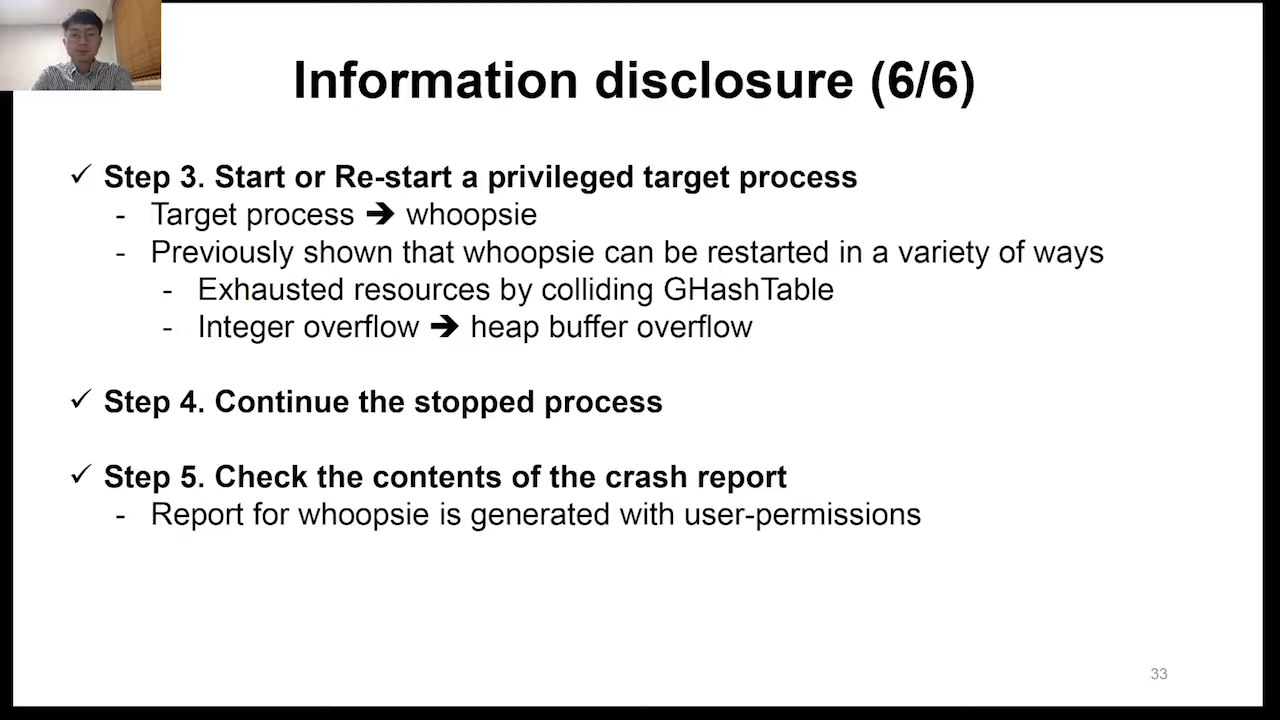 Information disclosure (6/6)
✓ Step 3. Start or Re-start a privileged target process
- Target process ➔ whoopsie
- Previously shown that whoopsie can be restarted in a variety of ways
- Exhausted resources by colliding GHashTable
- Integer overflow ➔ heap buffer overflow
✓ Step 4. Continue the stopped process
✓ Step 5. Check the contents of the crash report
- Report for whoopsie is generated with user-permissions
33